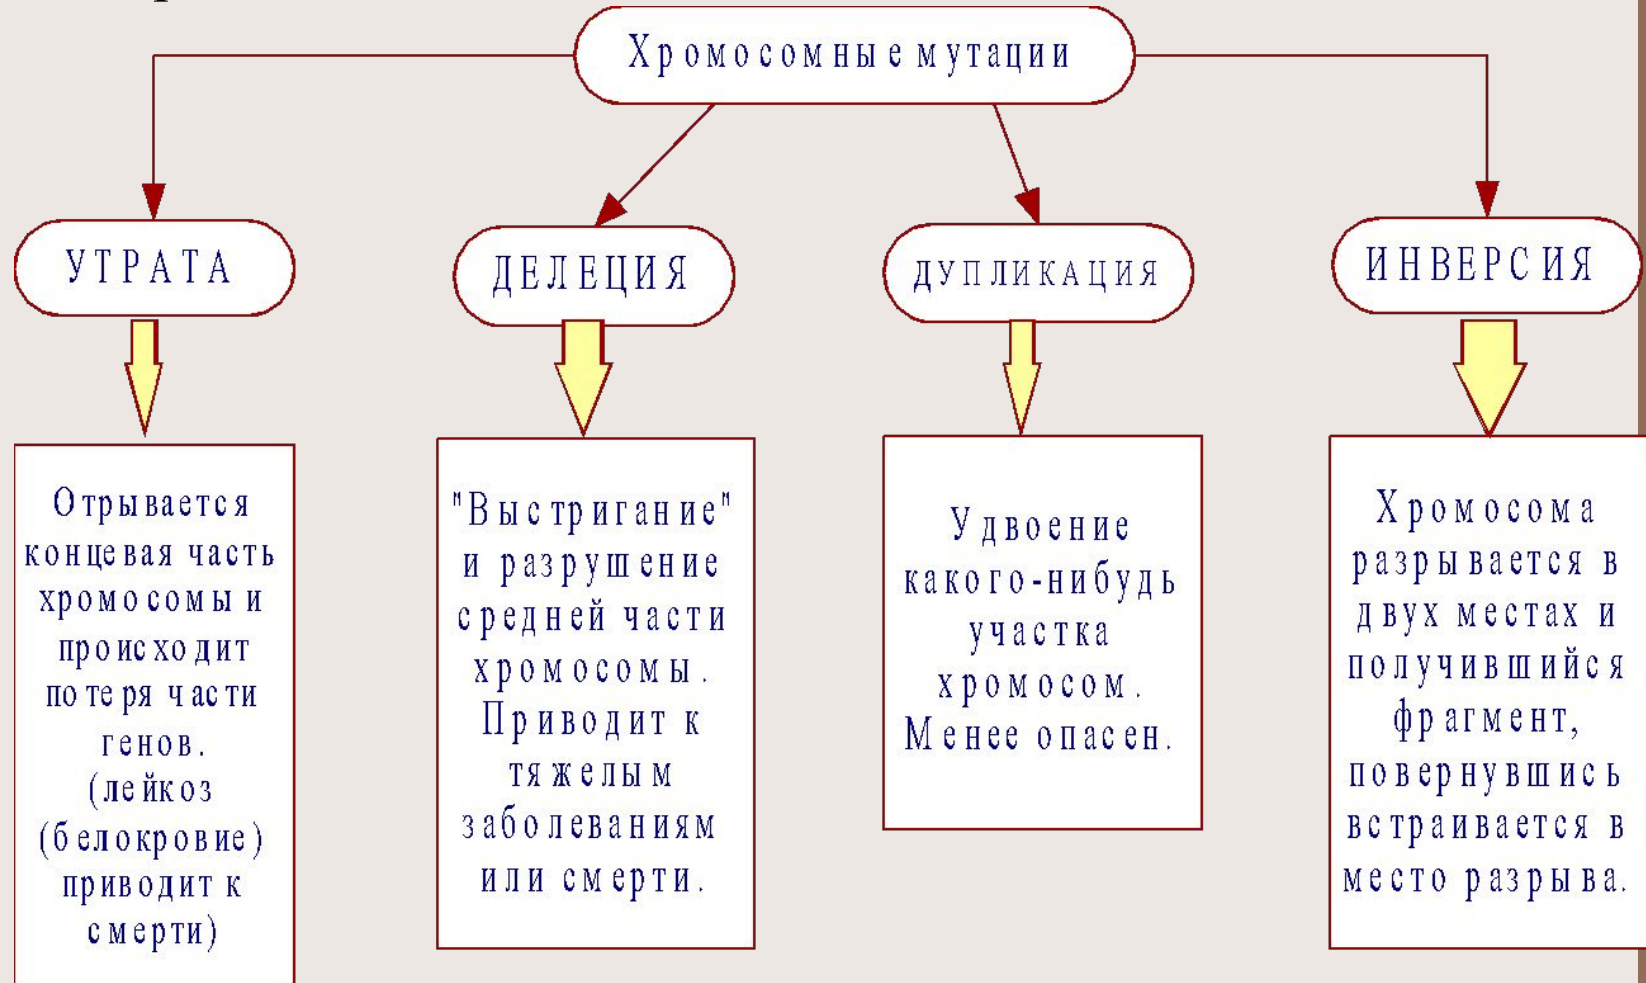 Хромосомные мутации
УТРАТА
ДЕЛЕЦИЯ
ДУПЛИКАЦИЯ
ИНВЕРСИЯ
Отрывается
концевая часть
хромосомы и
происходит
потеря части
генов.
(лейкоз
(белокровие)
приводит к
смерти)
"Выстригание"
и разрушение
средней части
хромосомы.
Приводит к
тяжелым
заболеваниям
или смерти.
Удвоение
какого-нибудь
участка
хромосом.
Менее опасен.
Хромосома
разрывается в
двух местах и
получившийся
фрагмент,
повернувшись
встраивается в
место разрыва.